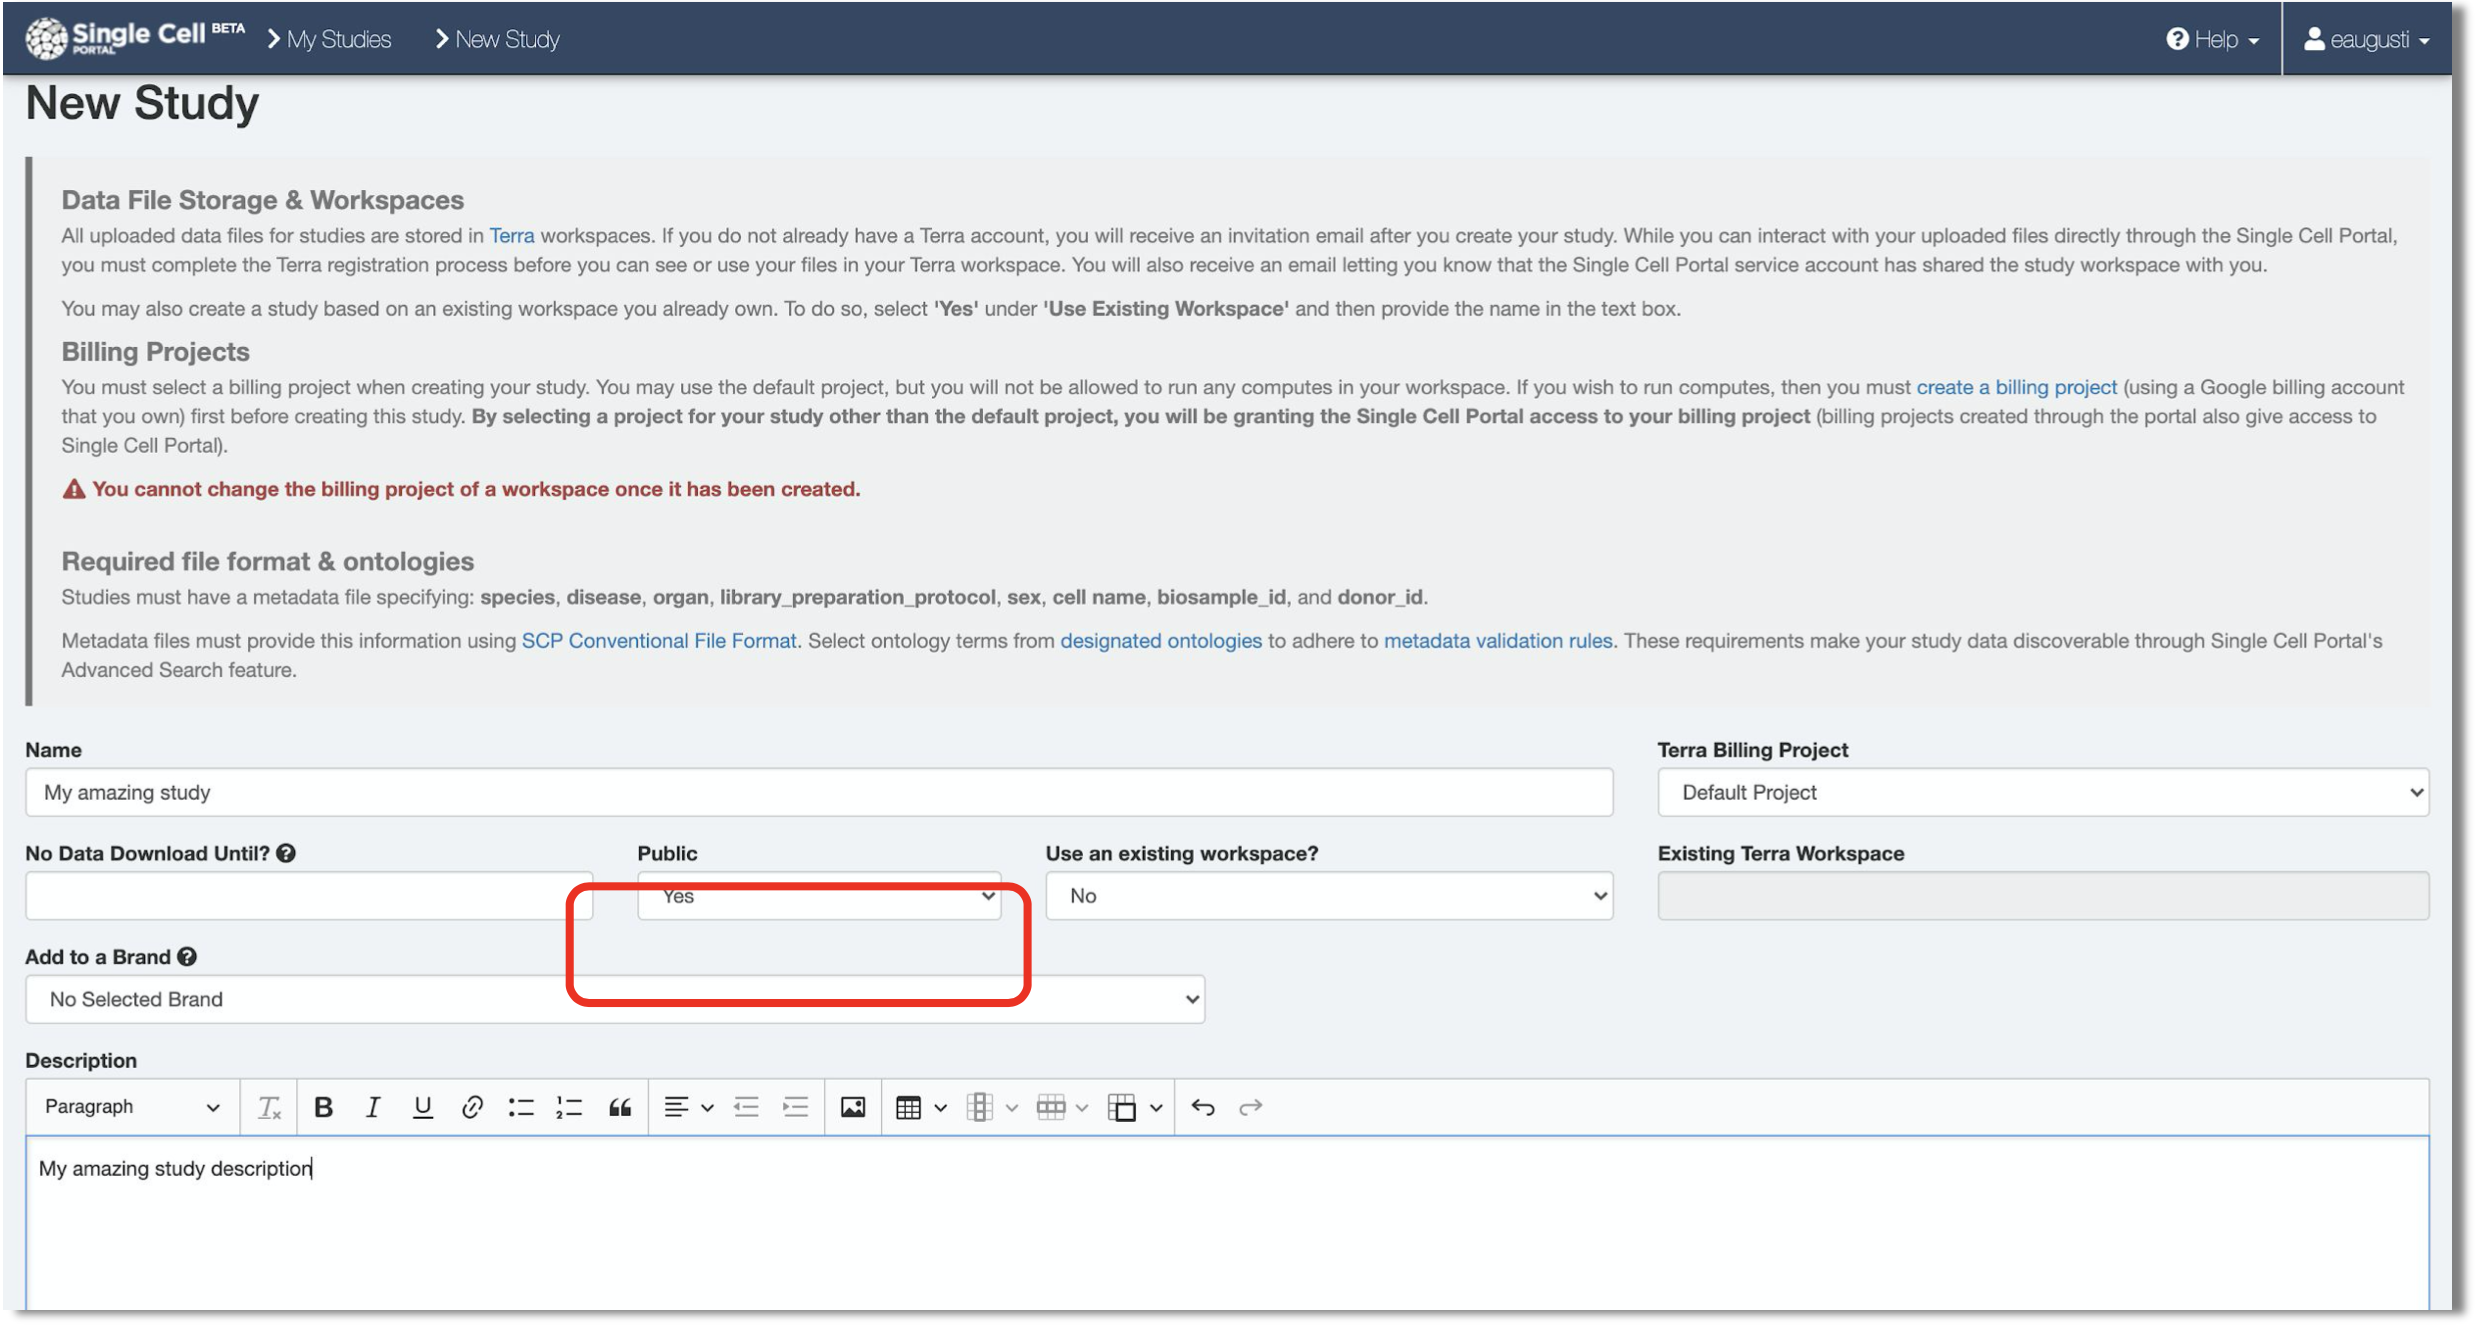 Single Cell BETA
PORTAL
My Studies
New Study
Help
eaugusti
New Study
Data File Storage & Workspaces
All uploaded data files for studies are stored in Terra workspaces. If you do not already have a Terra account, you will receive an invitation email after you create your study. While you can interact with your uploaded files directly through the Single Cell Portal,
you must complete the Terra registration process before you can see or use your files in your Terra workspace. You will also receive an email letting you know that the Single Cell Portal service account has shared the study workspace with you.
You may also create a study based on an existing workspace you already own. To do so, select 'Yes' under 'Use Existing Workspace' and then provide the name in the text box.
Billing Projects
You must select a billing project when creating your study. You may use the default project, but you will not be allowed to run any computes in your workspace. If you wish to run computes, then you must create a billing project (using a Google billing account
that you own) first before creating this study. By selecting a project for your study other than the default project, you will be granting the Single Cell Portal access to your billing project (billing projects created through the portal also give access to
Single Cell Portal).
You cannot change the billing project of a workspace once it has been created.
Required file format & ontologies
Studies must have a metadata file specifying: species, disease, organ, library_preparation_protocol, sex, cell name, biosample_id, and donor_id.
Metadata files must provide this information using SCP Conventional File Format. Select ontology terms from designated ontologies to adhere to metadata validation rules. These requirements make your study data discoverable through Single Cell Portal's
Advanced Search feature.
Name
Terra Billing Project
My amazing study
Default Project
No Data Download Until?
Public
Use an existing workspace?
Existing Terra Workspace
Yes
No
Add to a Brand
No Selected Brand
Description
Paragraph
My amazing study description